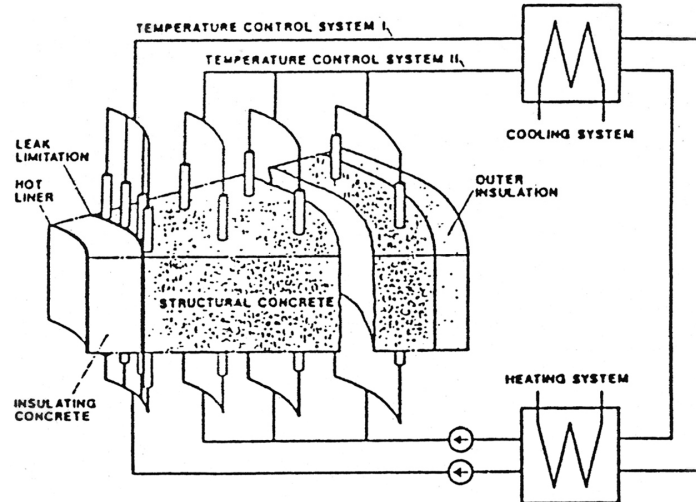 TEMPERATURE CONTROL SYSTEM I
TEMPERATURE CONTROL SYSTEM II
LEAK
LIMITATION
HOT
LINER
COOLING SYSTEM
OUTER
INSULATION
STRUCTURAL CONCRETE
INSULATING
CONCRETE
HEATING SYSTEM